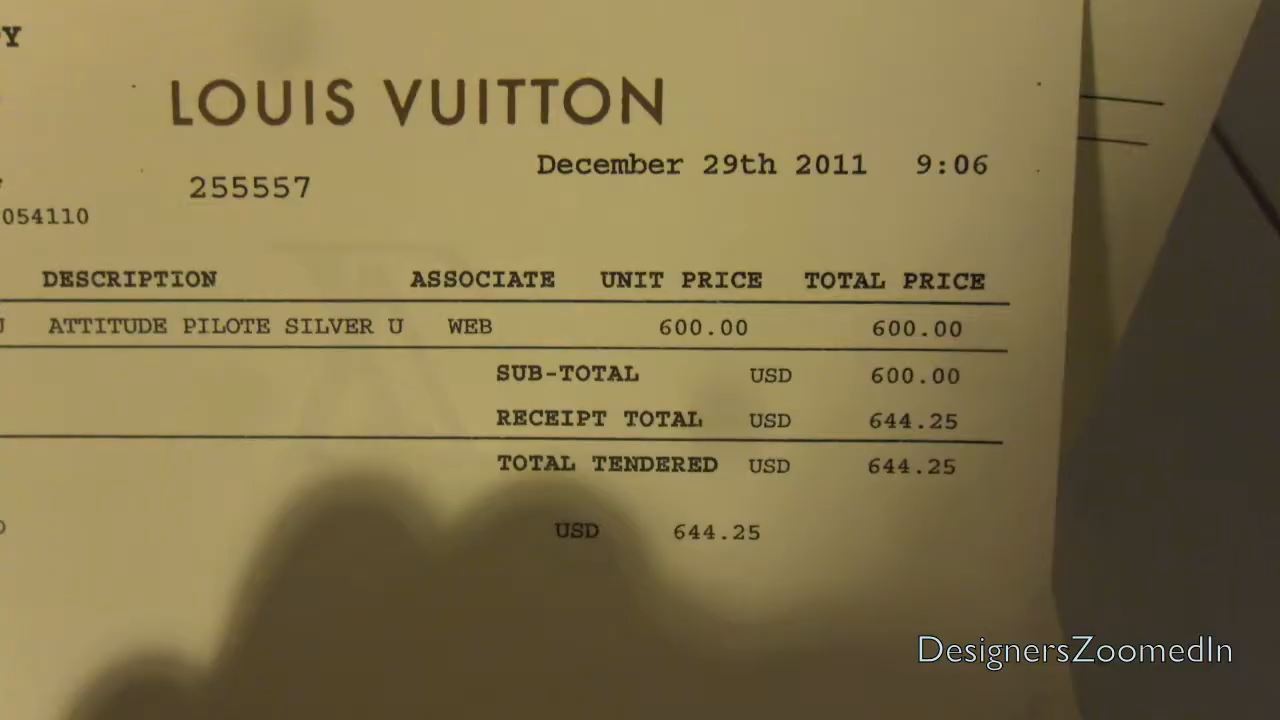 Y
LOUIS VUITTON
December 29th 2011 9:06
255557
054110
DESCRIPTION ASSOCIATE UNIT PRICE TOTAL PRICE
ATTITUDE PILOTE SILVER U WEB 600.00 600.00
SUB-TOTAL USD 600.00
RECEIPT TOTAL USD 644.25
TOTAL TENDERED USD 644.25
USD 644.25
DesignersZoomedIn